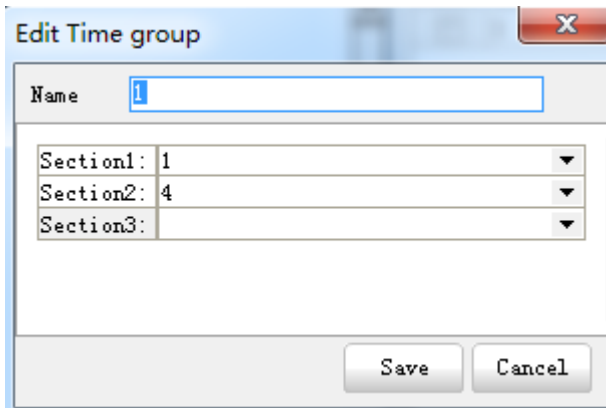 Edit Time group
Name 1
Section1: 1
Section2: 4
Section3:
Save Cancel